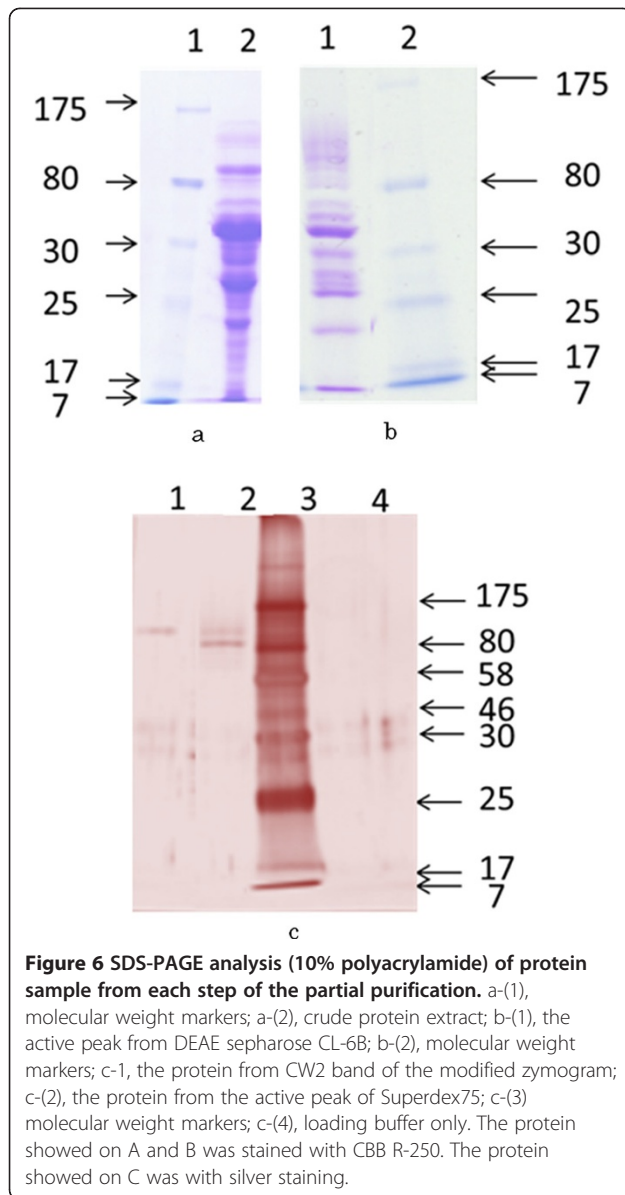 1 2
175
80
30
25
17
7
a
1 2
175
80
30
25
17
7
b
1 2 3 4
175
80
58
46
30
25
17
7
c
Figure 6 SDS-PAGE analysis (10% polyacrylamide) of protein
sample from each step of the partial purification. a-(1),
molecular weight markers; a-(2), crude protein extract; b-(1), the
active peak from DEAE sepharose CL-6B; b-(2), molecular weight
markers; c-1, the protein from CW2 band of the modified zymogram;
c-(2), the protein from the active peak of Superdex75; c-(3)
molecular weight markers; c-(4), loading buffer only. The protein
showed on A and B was stained with CBB R-250. The protein
showed on C was with silver staining.